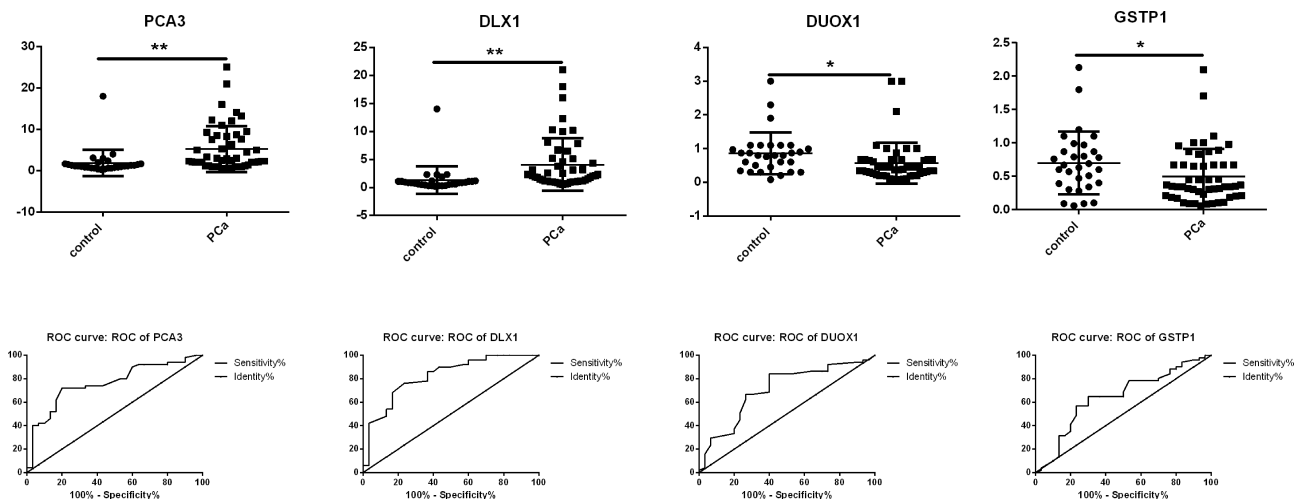 PCA3
DLX1
DUOX1
GSTP1
**
**
*
*
30
20
10
0
-10
control
PCa
25
20
15
10
5
0
-5
control
PCa
4
3
2
1
0
-1
control
PCa
2.5
2.0
1.5
1.0
0.5
0.0
control
PCa
ROC curve: ROC of PCA3
100
80
60
40
20
0
0 20 40 60 80 100
100% - Specificity%
Sensitivity%
Identity%
ROC curve: ROC of DLX1
100
80
60
40
20
0
0 20 40 60 80 100
100% - Specificity%
Sensitivity%
Identity%
ROC curve: ROC of DUOX1
100
80
60
40
20
0
0 20 40 60 80 100
100% - Specificity%
Sensitivity%
Identity%
ROC curve: ROC of GSTP1
100
80
60
40
20
0
0 20 40 60 80 100
100% - Specificity%
Sensitivity%
Identity%